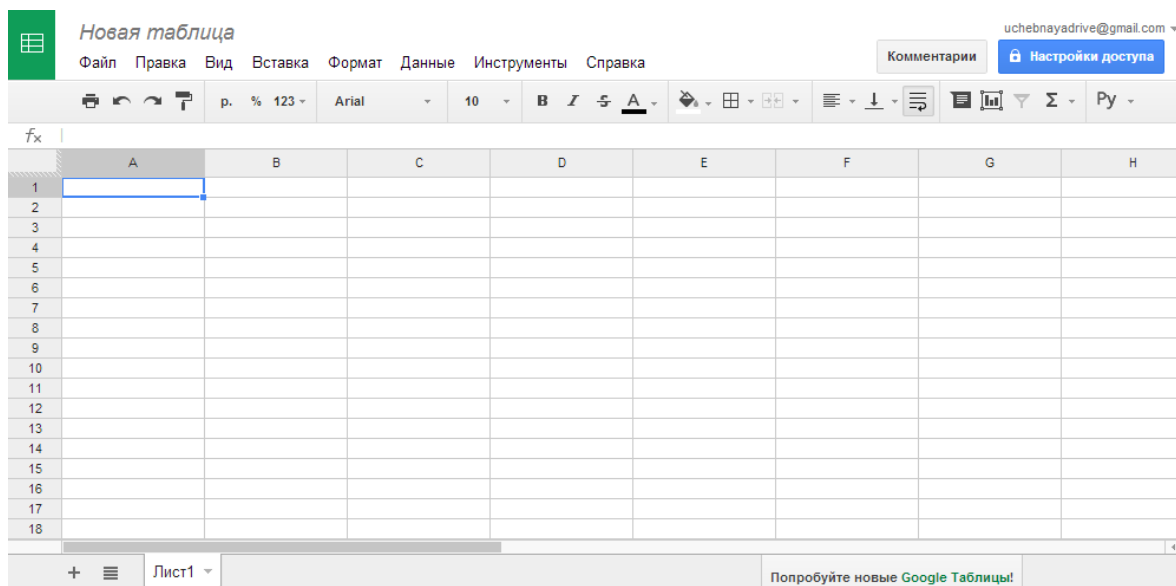 Новая таблица
uchebnayadrive@gmail.com
Файл Правка Вид Вставка Формат Данные Инструменты Справка
Комментарии
Настройки доступа
р. % 123 Arial 10 B I S A Σ Ру
fx
A B C D E F G H
1
2
3
4
5
6
7
8
9
10
11
12
13
14
15
16
17
18
+ Лист1
Попробуйте новые Google Таблицы!